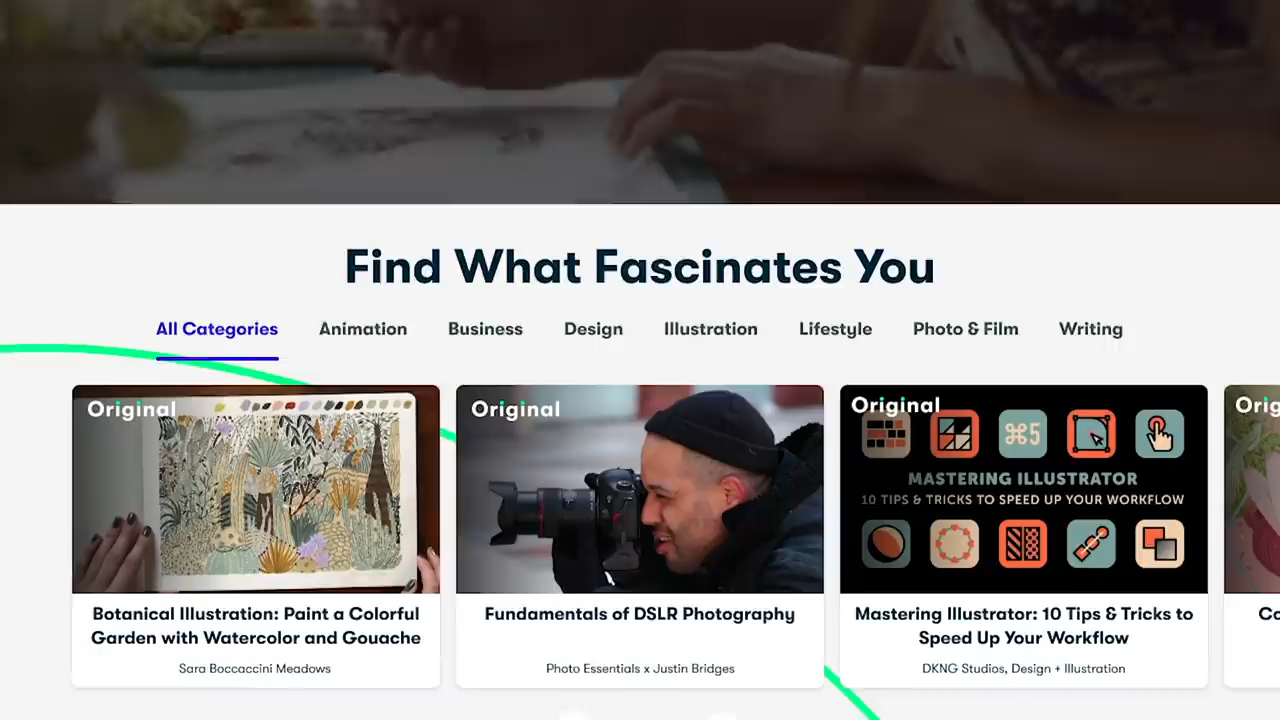 Find What Fascinates You
All Categories Animation Business Design Illustration Lifestyle Photo & Film Writing
Original
Original
Original
⌘5
MASTERING ILLUSTRATOR
10 TIPS & TRICKS TO SPEED UP YOUR WORKFLOW
Botanical Illustration: Paint a Colorful
Garden with Watercolor and Gouache
Sara Boccaccini Meadows
Fundamentals of DSLR Photography
Photo Essentials x Justin Bridges
Mastering Illustrator: 10 Tips & Tricks to
Speed Up Your Workflow
DKNG Studios, Design + Illustration